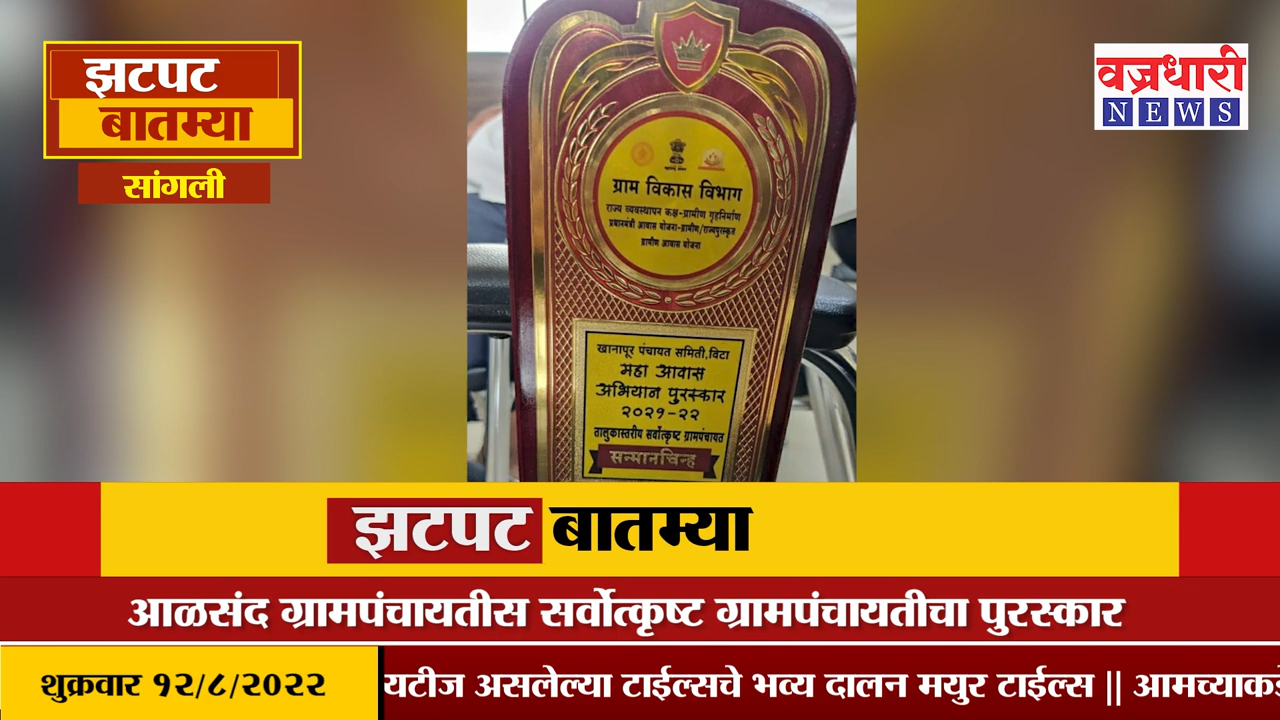 झटपट
बातम्या
सांगली
वज्रधारी
NEWS
ग्राम विकास विभाग
राज्य व्यवस्थापन कक्ष-ग्रामीण गृहनिर्माण
प्रधानमंत्री आवास योजना-ग्रामीण/राज्यपुरस्कृत
ग्रामीण आवास योजना
खानापूर पंचायत समिती,विटा
महा आवास
अभियान पुरस्कार
२०२१-२२
तालुकास्तरीय सर्वोत्कृष्ट ग्रामपंचायत
सन्मानचिन्ह
झटपट बातम्या
आळसंद ग्रामपंचायतीस सर्वोत्कृष्ट ग्रामपंचायतीचा पुरस्कार
शुक्रवार १२/८/२०२२
यटीज असलेल्या टाईल्सचे भव्य दालन मयुर टाईल्स || आमच्याकडे